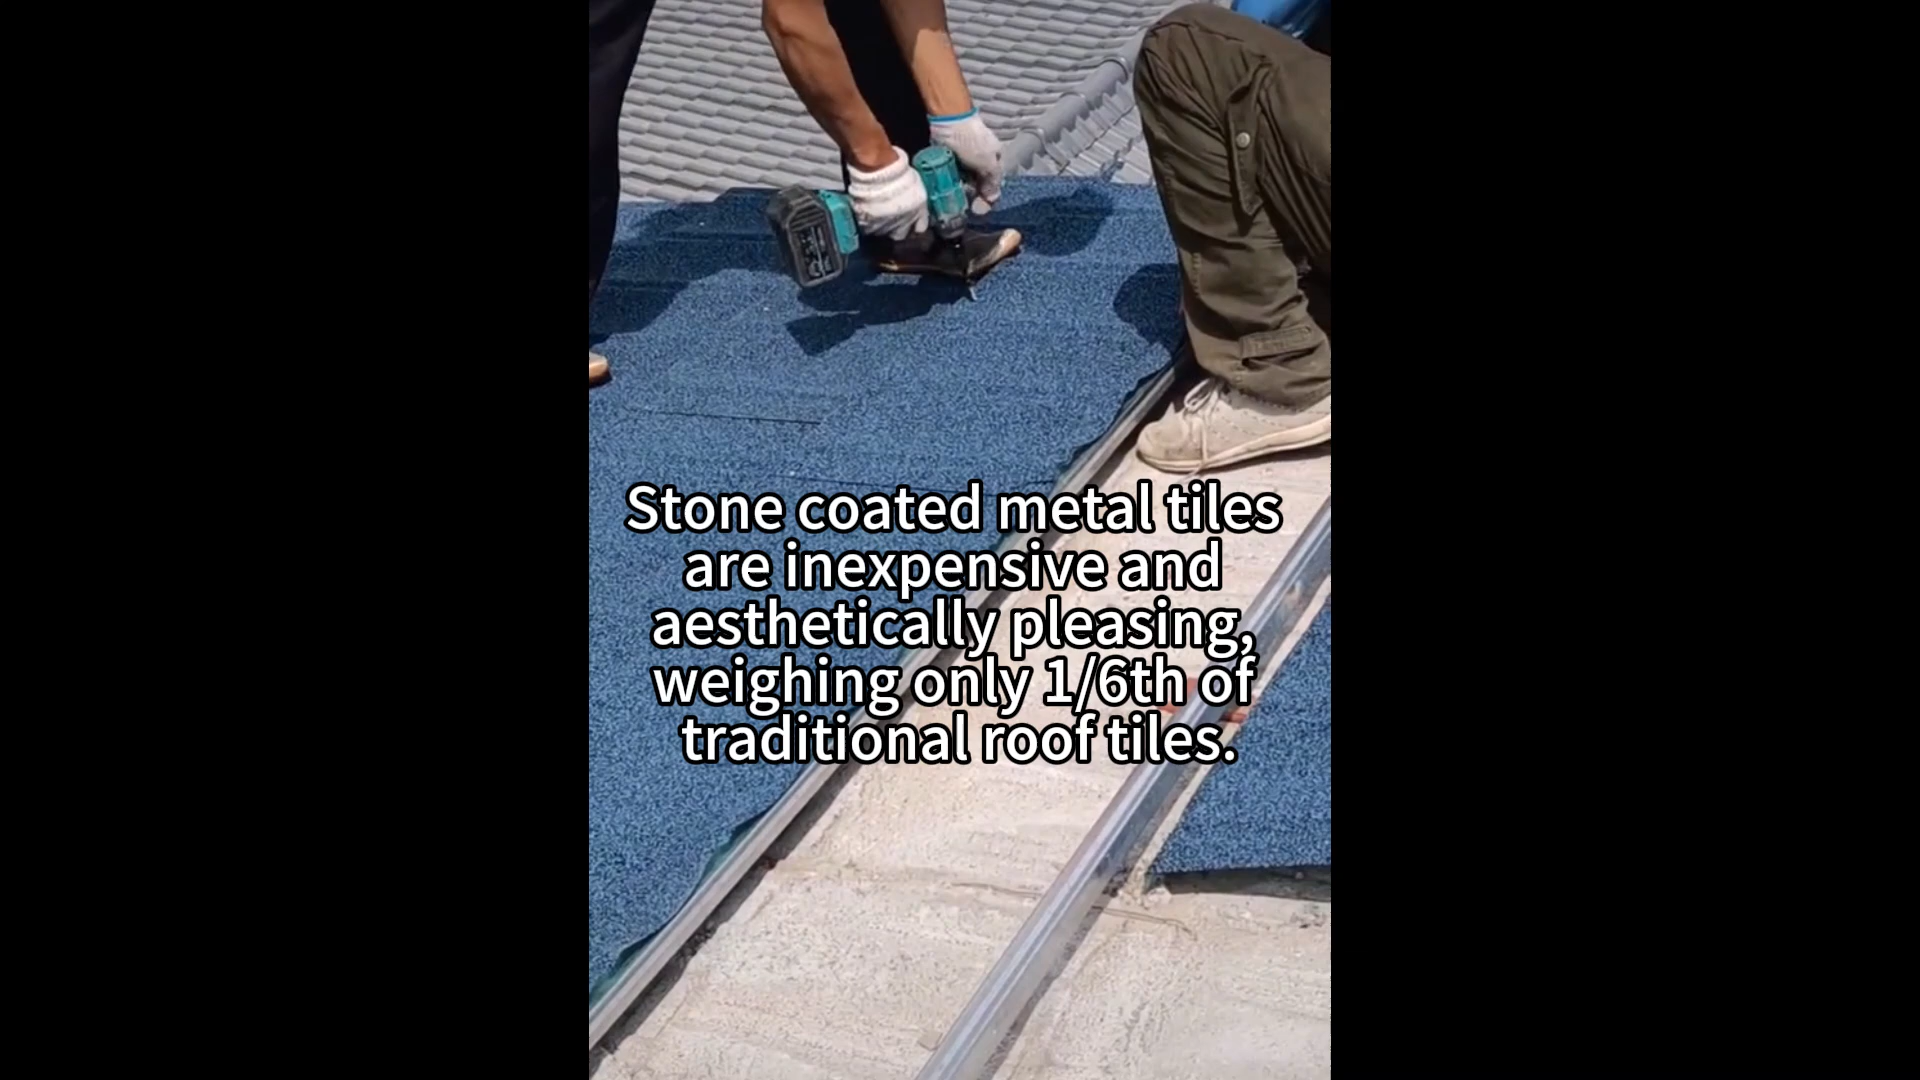 Stone coated metal tiles
are inexpensive and
aesthetically pleasing,
weighing only 1/6th of
traditional roof tiles.